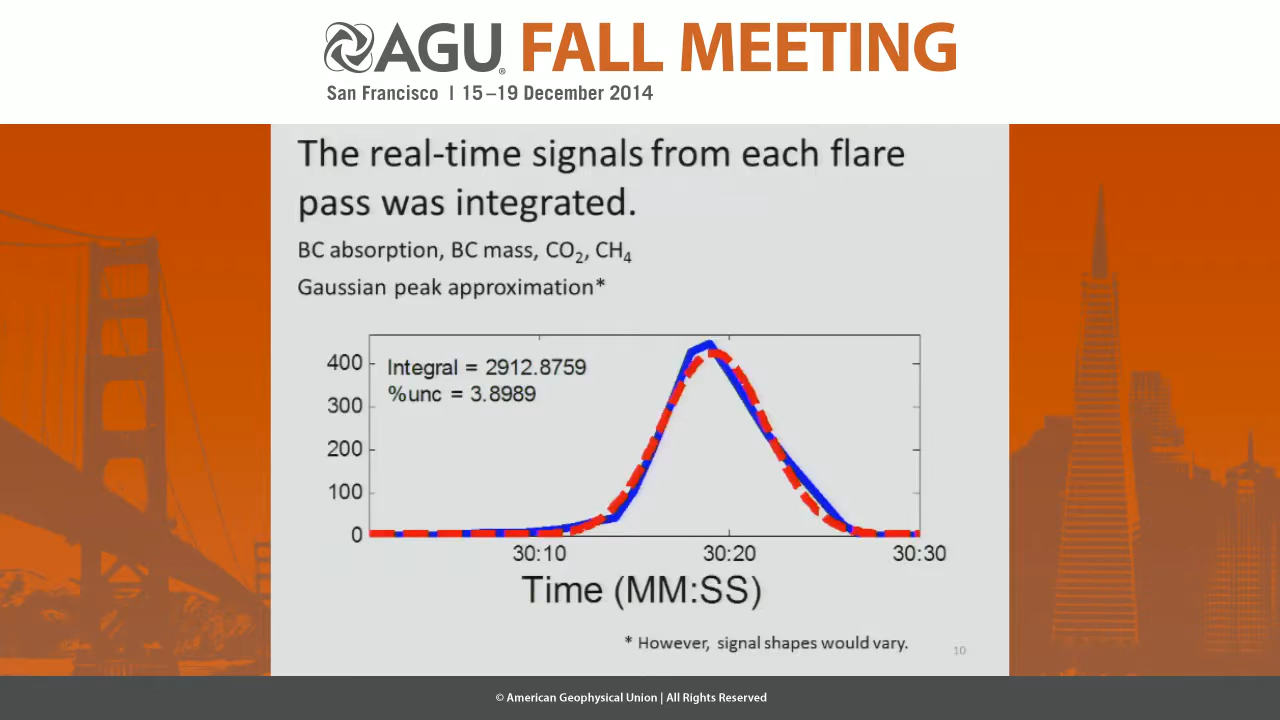 AGU® FALL MEETING
San Francisco | 15–19 December 2014
The real-time signals from each flare
pass was integrated.
BC absorption, BC mass, CO₂, CH₄
Gaussian peak approximation*
Integral = 2912.8759
%unc = 3.8989
400
300
200
100
0
30:10 30:20 30:30
Time (MM:SS)
* However, signal shapes would vary.
10
© American Geophysical Union | All Rights Reserved